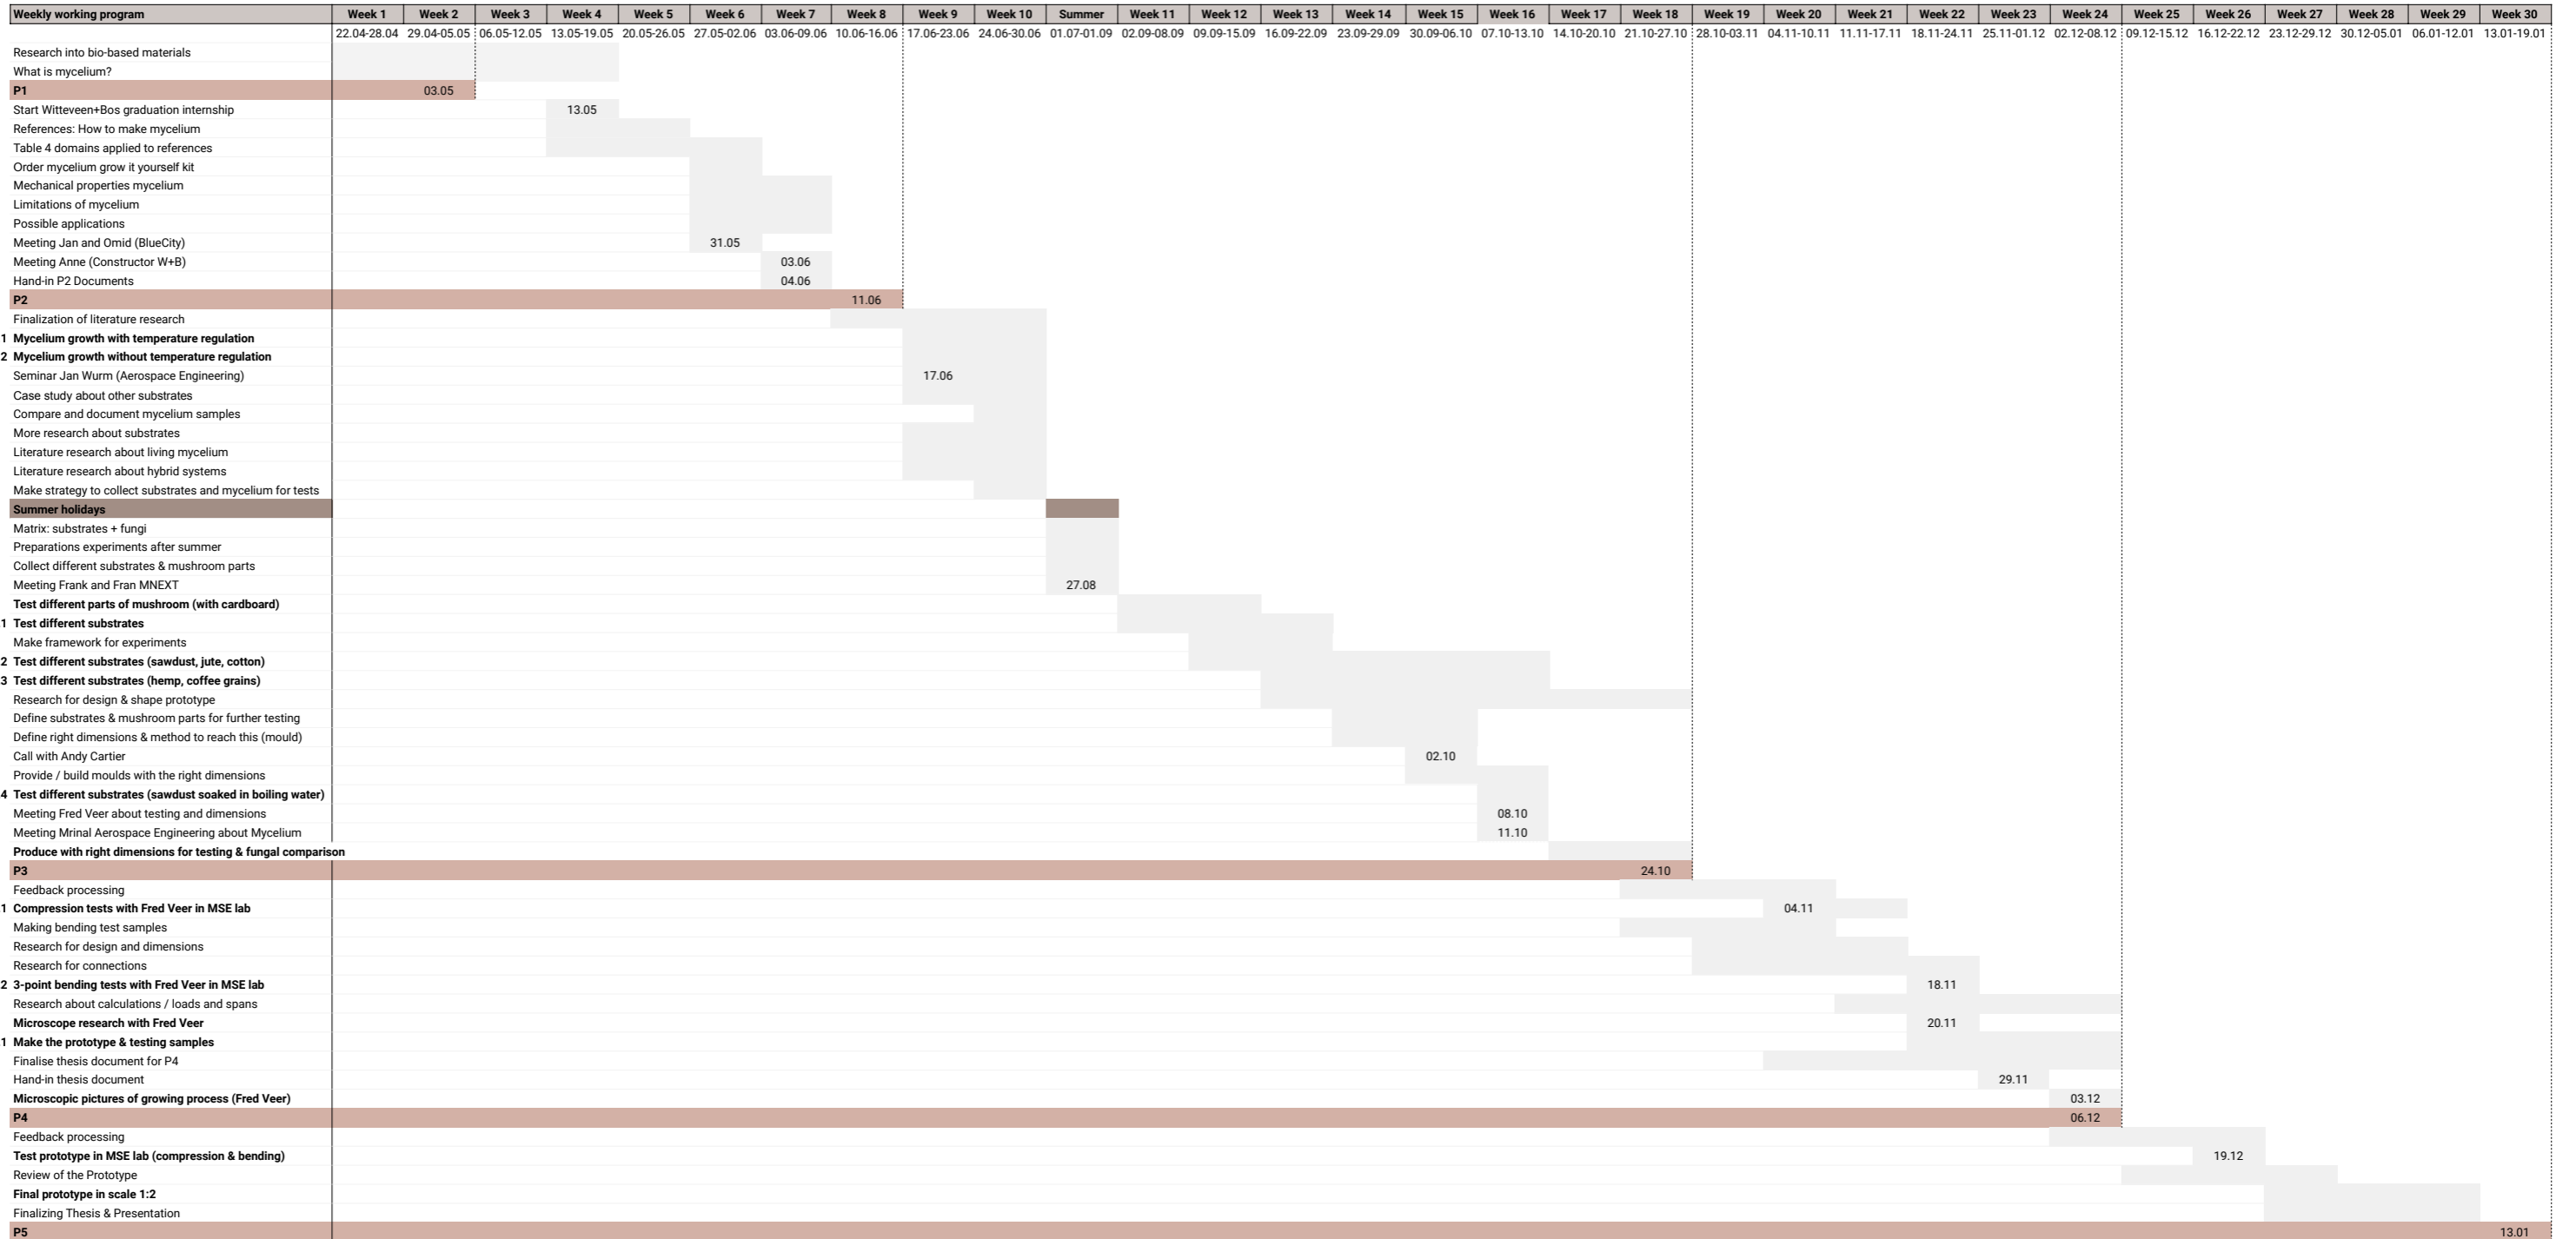 Weekly working program Week 1 Week 2 Week 3 Week 4 Week 5 Week 6 Week 7 Week 8 Week 9 Week 10 Summer Week 11 Week 12 Week 13 Week 14 Week 15 Week 16 Week 17 Week 18 Week 19 Week 20 Week 21 Week 22 Week 23 Week 24 Week 25 Week 26 Week 27 Week 28 Week 29 Week 30
22.04-28.04 29.04-05.05 06.05-12.05 13.05-19.05 20.05-26.05 27.05-02.06 03.06-09.06 10.06-16.06 17.06-23.06 24.06-30.06 01.07-01.09 02.09-08.09 09.09-15.09 16.09-22.09 23.09-29.09 30.09-06.10 07.10-13.10 14.10-20.10 21.10-27.10 28.10-03.11 04.11-10.11 11.11-17.11 18.11-24.11 25.11-01.12 02.12-08.12 09.12-15.12 16.12-22.12 23.12-29.12 30.12-05.01 06.01-12.01 13.01-19.01
Research into bio-based materials
What is mycelium?
P1 03.05
Start Witteveen+Bos graduation internship 13.05
References: How to make mycelium
Table 4 domains applied to references
Order mycelium grow it yourself kit
Mechanical properties mycelium
Limitations of mycelium
Possible applications
Meeting Jan and Omid (BlueCity) 31.05
Meeting Anne (Constructor W+B) 03.06
Hand-in P2 Documents 04.06
P2 11.06
Finalization of literature research
1 Mycelium growth with temperature regulation
2 Mycelium growth without temperature regulation
Seminar Jan Wurm (Aerospace Engineering) 17.06
Case study about other substrates
Compare and document mycelium samples
More research about substrates
Literature research about living mycelium
Literature research about hybrid systems
Make strategy to collect substrates and mycelium for tests
Summer holidays
Matrix: substrates + fungi
Preparations experiments after summer
Collect different substrates & mushroom parts
Meeting Frank and Fran MNEXT 27.08
Test different parts of mushroom (with cardboard)
1 Test different substrates
Make framework for experiments
2 Test different substrates (sawdust, jute, cotton)
3 Test different substrates (hemp, coffee grains)
Research for design & shape prototype
Define substrates & mushroom parts for further testing
Define right dimensions & method to reach this (mould)
Call with Andy Cartier 02.10
Provide / build moulds with the right dimensions
4 Test different substrates (sawdust soaked in boiling water)
Meeting Fred Veer about testing and dimensions 08.10
Meeting Mrinal Aerospace Engineering about Mycelium 11.10
Produce with right dimensions for testing & fungal comparison
P3 24.10
Feedback processing
1 Compression tests with Fred Veer in MSE lab 04.11
Making bending test samples
Research for design and dimensions
Research for connections
2 3-point bending tests with Fred Veer in MSE lab 18.11
Research about calculations / loads and spans
Microscope research with Fred Veer 20.11
1 Make the prototype & testing samples
Finalise thesis document for P4
Hand-in thesis document 29.11
Microscopic pictures of growing process (Fred Veer) 03.12
P4 06.12
Feedback processing
Test prototype in MSE lab (compression & bending) 19.12
Review of the Prototype
Final prototype in scale 1:2
Finalizing Thesis & Presentation
P5 13.01